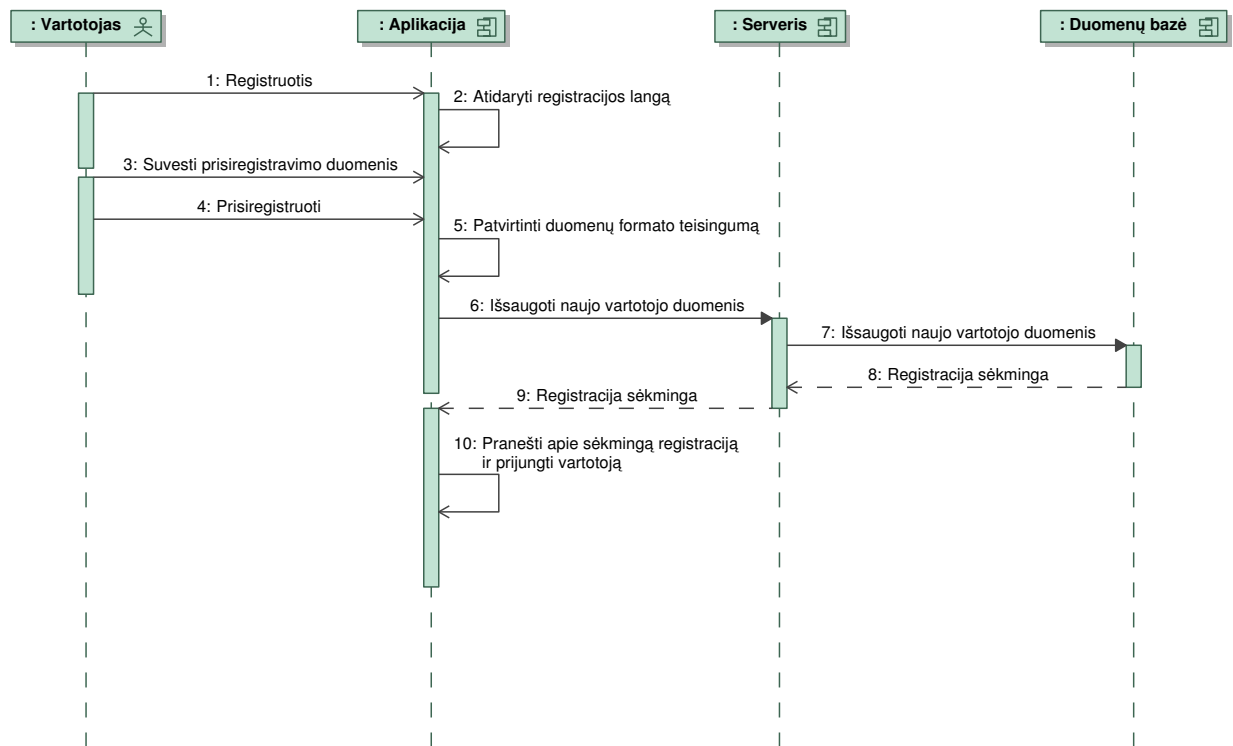 : Vartotojas
: Aplikacija
: Serveris
: Duomenų bazė
1: Registruotis
2: Atidaryti registracijos langą
3: Suvesti prisiregistravimo duomenis
4: Prisiregistruoti
5: Patvirtinti duomenų formato teisingumą
6: Išsaugoti naujo vartotojo duomenis
7: Išsaugoti naujo vartotojo duomenis
8: Registracija sėkminga
9: Registracija sėkminga
10: Pranešti apie sėkmingą registraciją
ir prijungti vartotoją